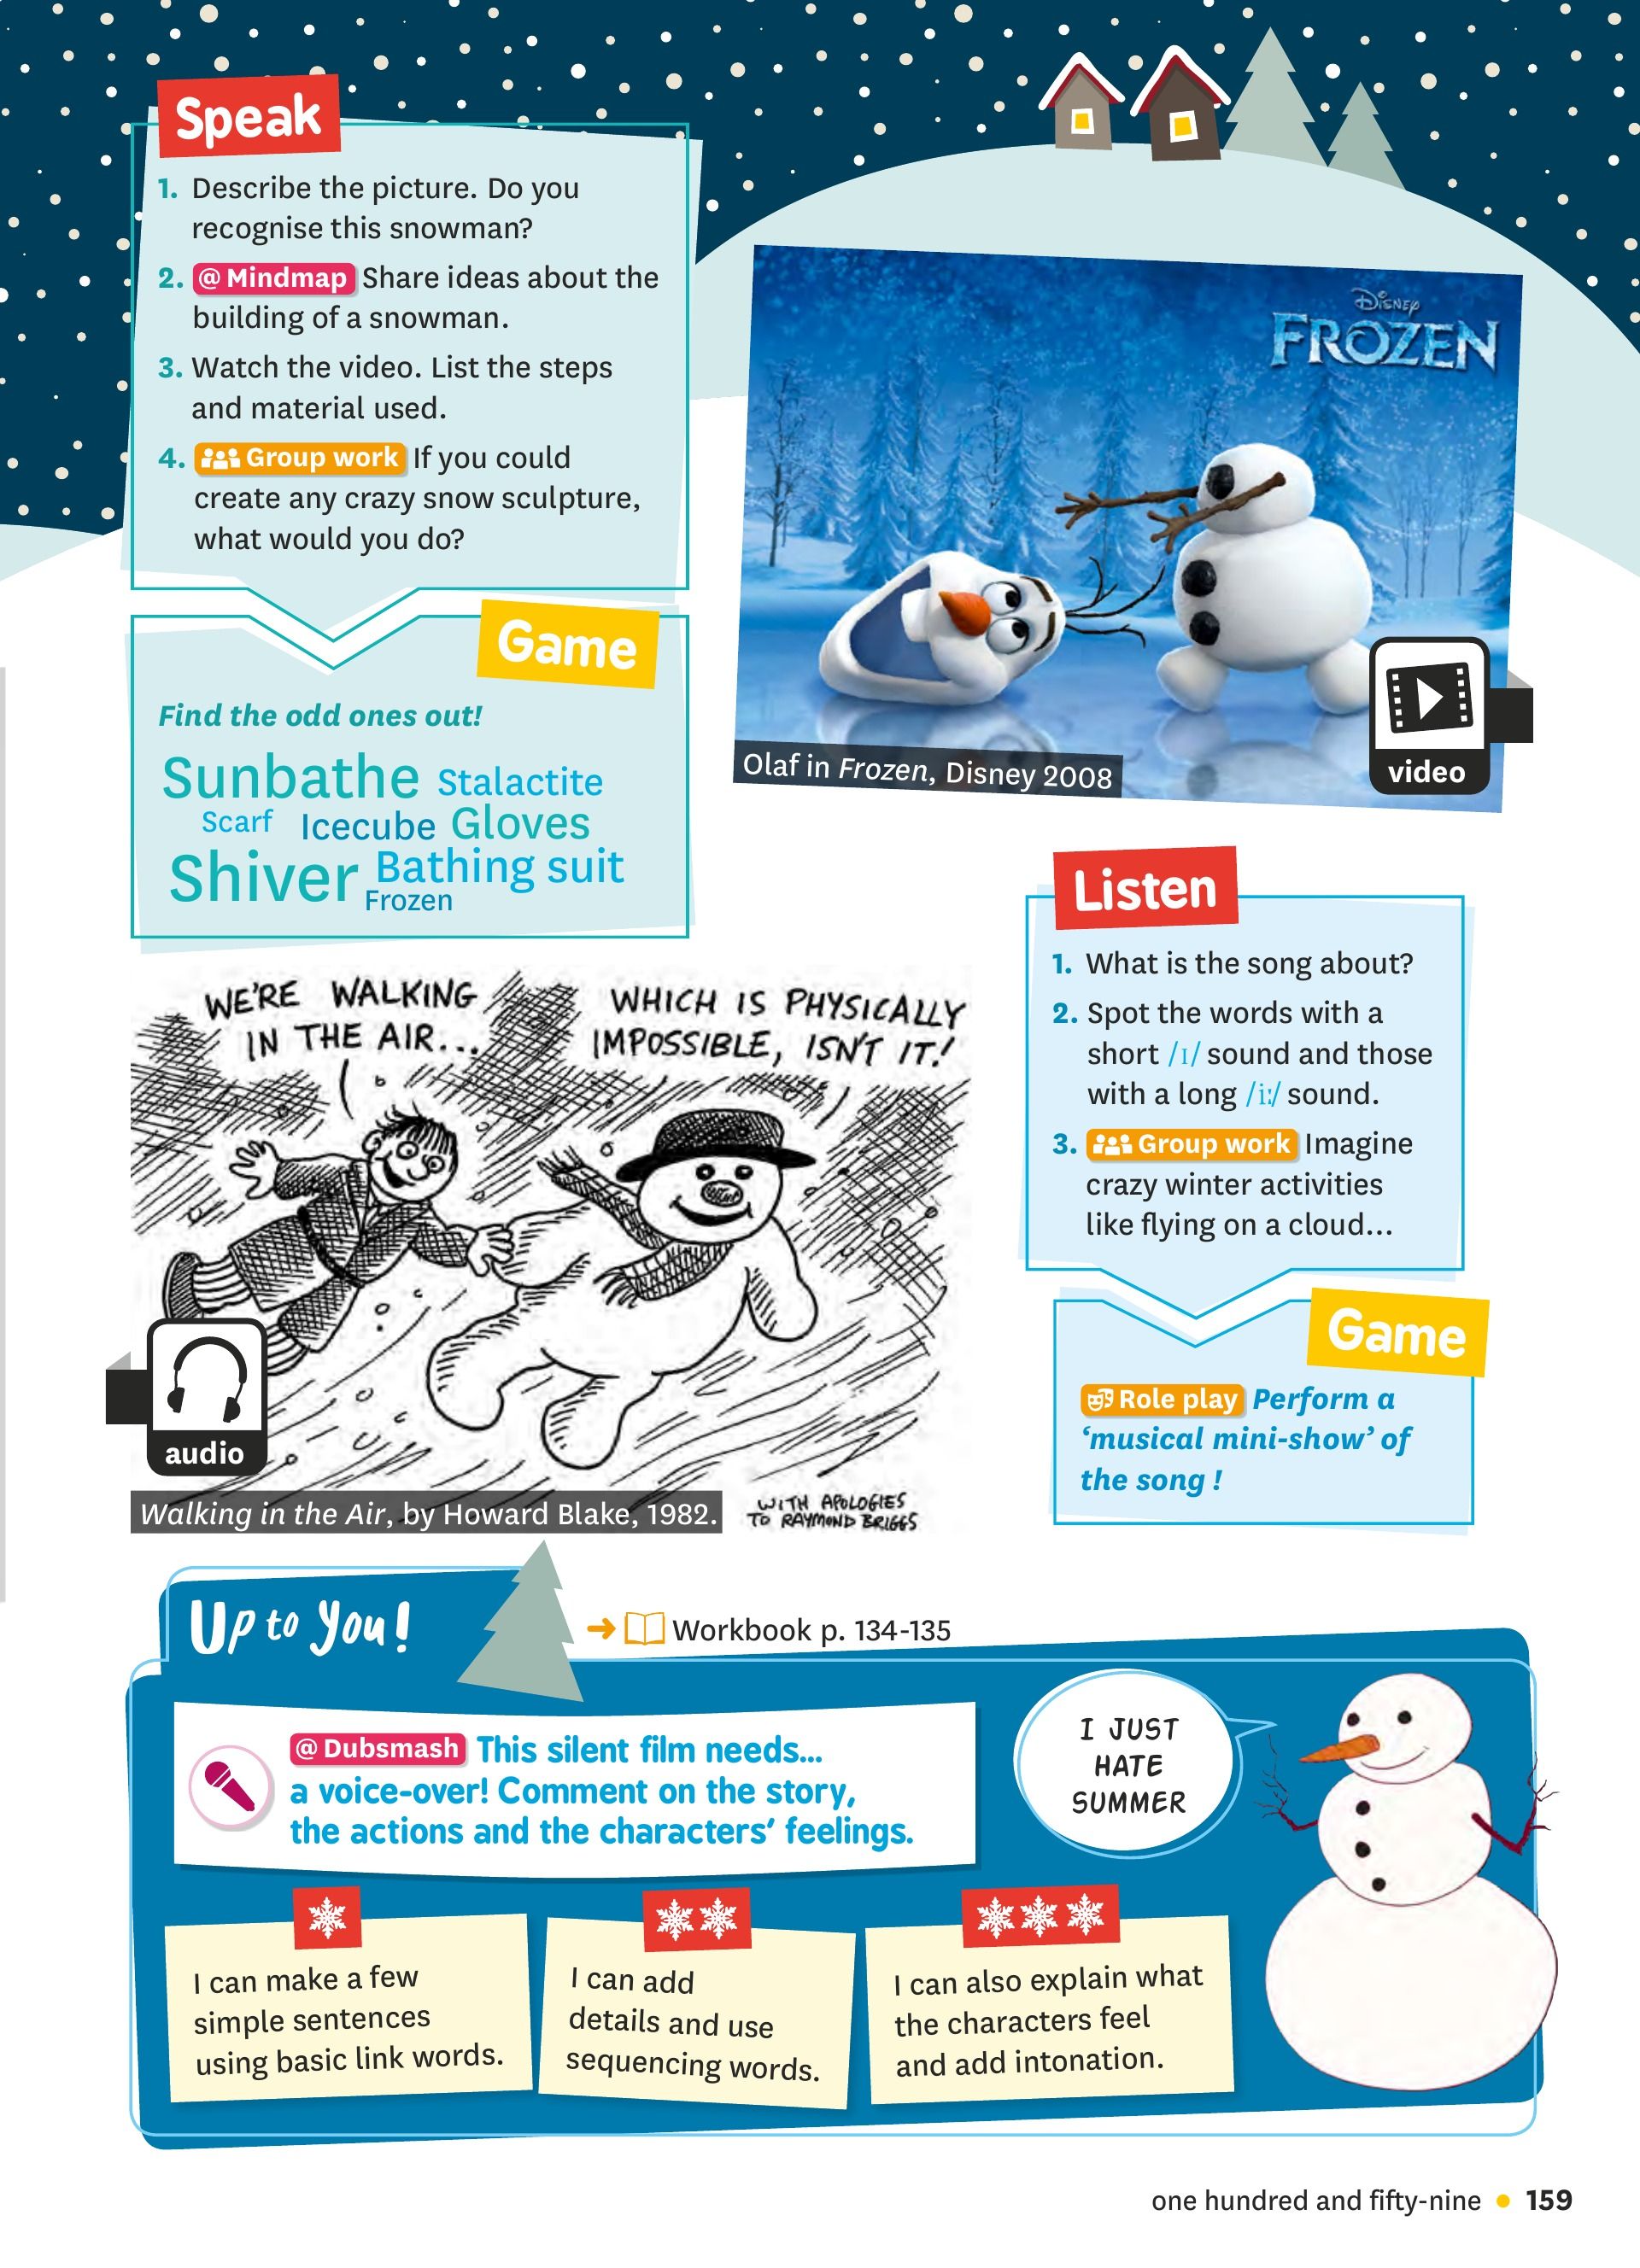 Speak
1. Describe the picture. Do you
recognise this snowman?
2. @ Mindmap Share ideas about the
building of a snowman.
3. Watch the video. List the steps
and material used.
4. Group work If you could
create any crazy snow sculpture,
what would you do?
Game
Find the odd ones out!
Sunbathe Stalactite
Scarf Icecube Gloves
Shiver Bathing suit
Frozen
Disney
FROZEN
Olaf in Frozen, Disney 2008
video
WE'RE WALKING
IN THE AIR...
WHICH IS PHYSICALLY
IMPOSSIBLE, ISN'T IT!
audio
Walking in the Air, by Howard Blake, 1982.
WITH APOLOGIES
TO RAYMOND BRIGGS
Listen
1. What is the song about?
2. Spot the words with a
short /ɪ/ sound and those
with a long /iː/ sound.
3. Group work Imagine
crazy winter activities
like flying on a cloud...
Game
Role play Perform a
‘musical mini-show’ of
the song !
Up to You!
Workbook p. 134-135
@ Dubsmash This silent film needs...
a voice-over! Comment on the story,
the actions and the characters’ feelings.
I JUST
HATE
SUMMER
I can make a few
simple sentences
using basic link words.
I can add
details and use
sequencing words.
I can also explain what
the characters feel
and add intonation.
one hundred and fifty-nine • 159